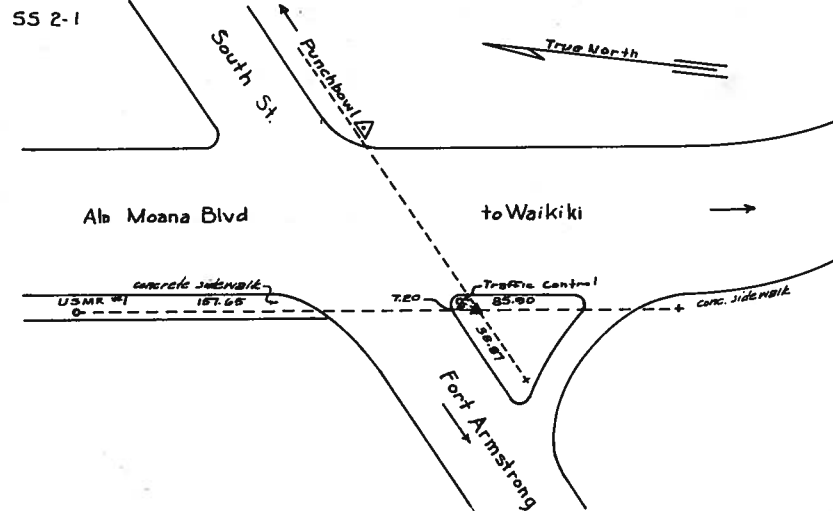 SS 2-1
South St.
Punchbowl
True North
Ala Moana Blvd
to Waikiki
concrete sidewalk
Traffic Control
USMR #1
157.65
7.20
85.90
conc. sidewalk
38.87
Fort Armstrong